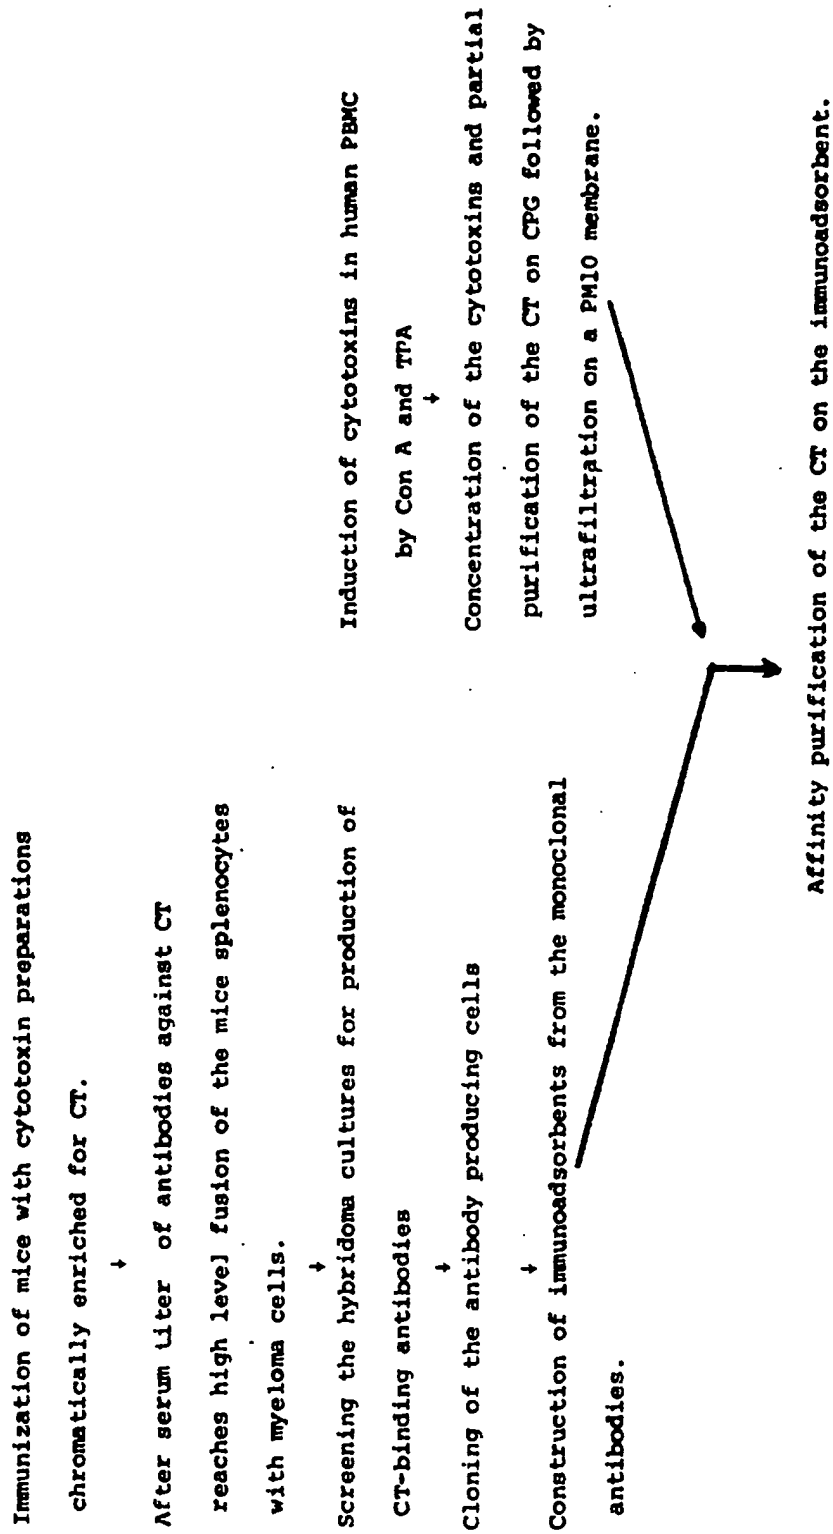 Immunization of mice with cytotoxin preparations
chromatically enriched for CT.
↓
After serum titer of antibodies against CT
reaches high level fusion of the mice splenocytes
with myeloma cells.
↓
Screening the hybridoma cultures for production of
CT-binding antibodies
↓
Cloning of the antibody producing cells
↓
Construction of immunoadsorbents from the monoclonal
antibodies.
Induction of cytotoxins in human PBMC
by Con A and TPA
↓
Concentration of the cytotoxins and partial
purification of the CT on CPG followed by
ultrafiltration on a PM10 membrane.
Affinity purification of the CT on the immunoadsorbent.